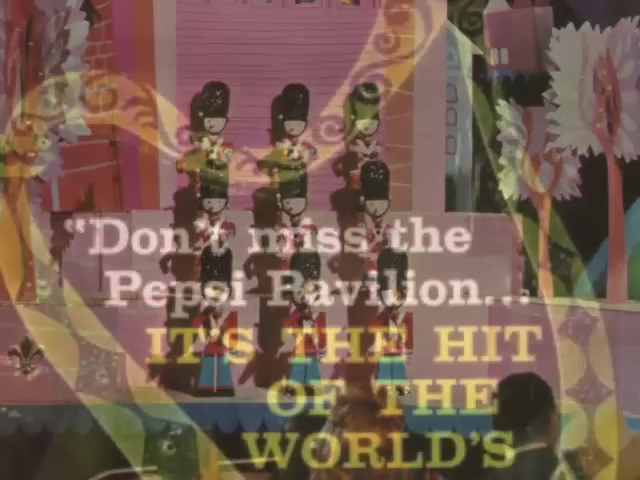 "Don't miss the
Pepsi Pavilion...
IT'S THE HIT
OF THE
WORLD'S